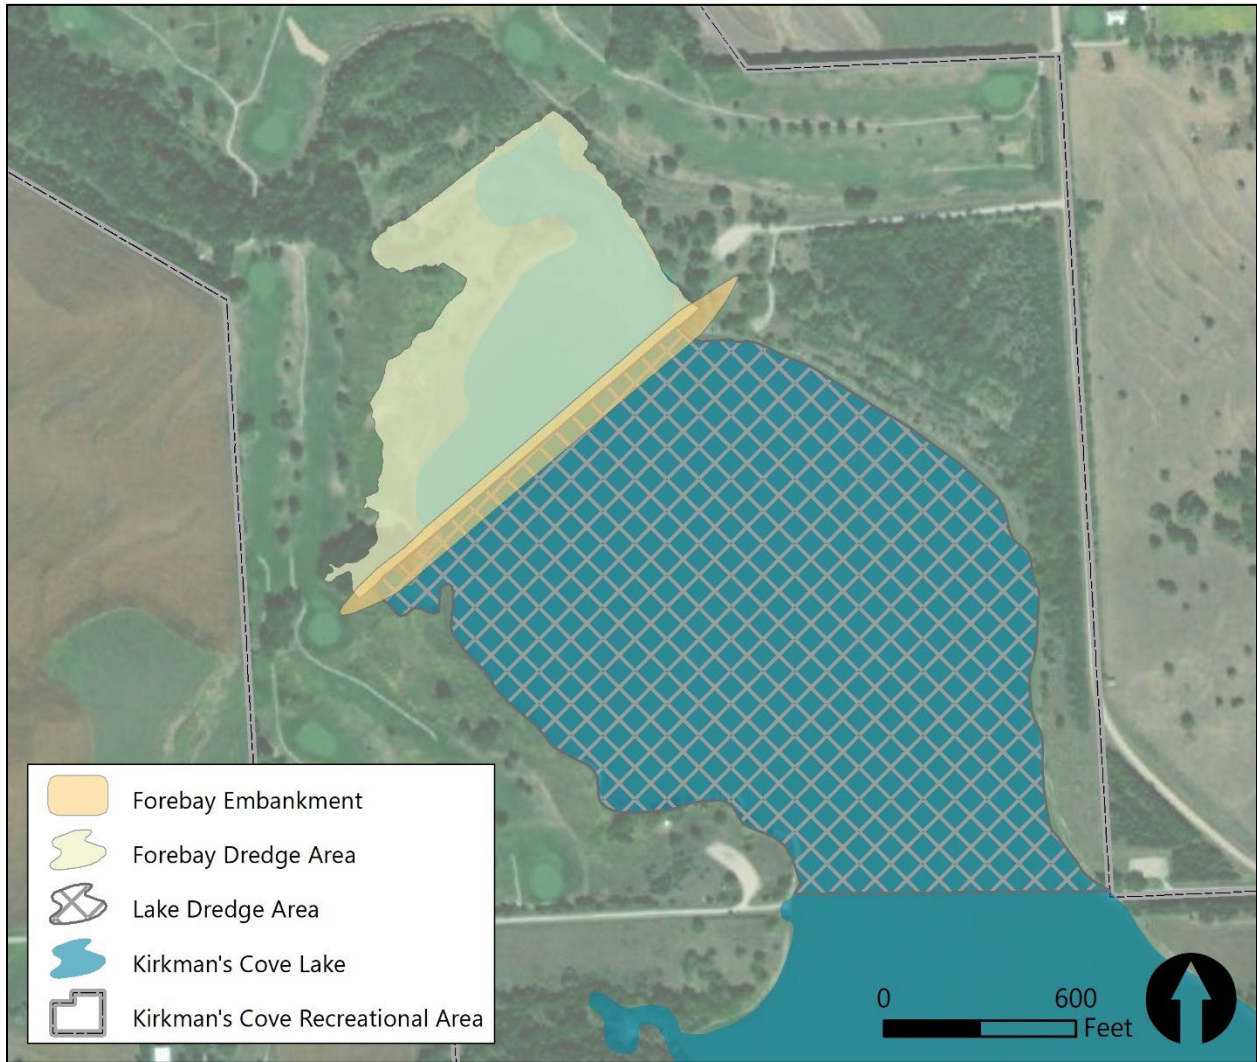 Forebay Embankment
Forebay Dredge Area
Lake Dredge Area
Kirkman's Cove Lake
Kirkman's Cove Recreational Area
0 600
Feet